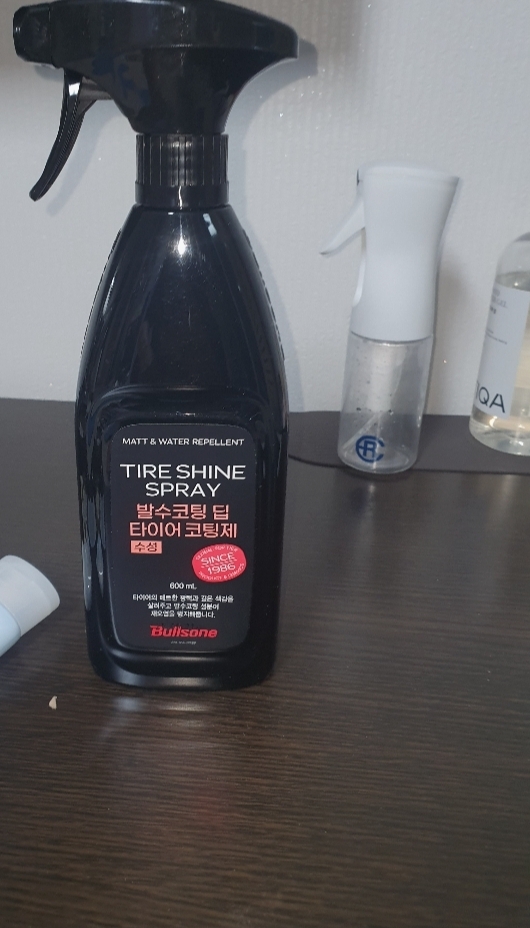 MATT & WATER REPELLENT
TIRE SHINE
SPRAY
발수코팅 딥
타이어 코팅제
수성
SINCE
1986
600 mL
타이어의 매트한 광택과 깊은 색감을
살려주고 발수코팅 성분이
재오염을 방지해줍니다.
Bullsone
IQA